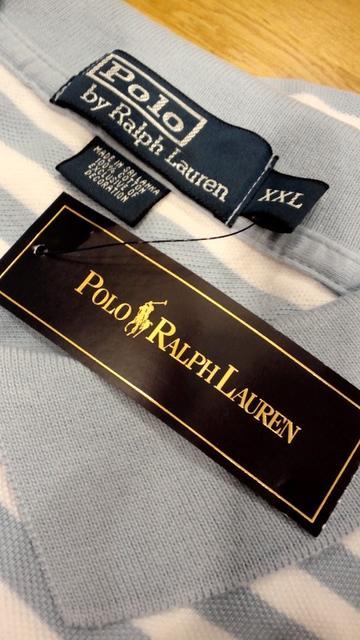 Polo
by Ralph Lauren
XXL
MADE IN SRI LANKA
100% COTTON
EXCLUSIVE OF
DECORATION
POLO RALPH LAUREN